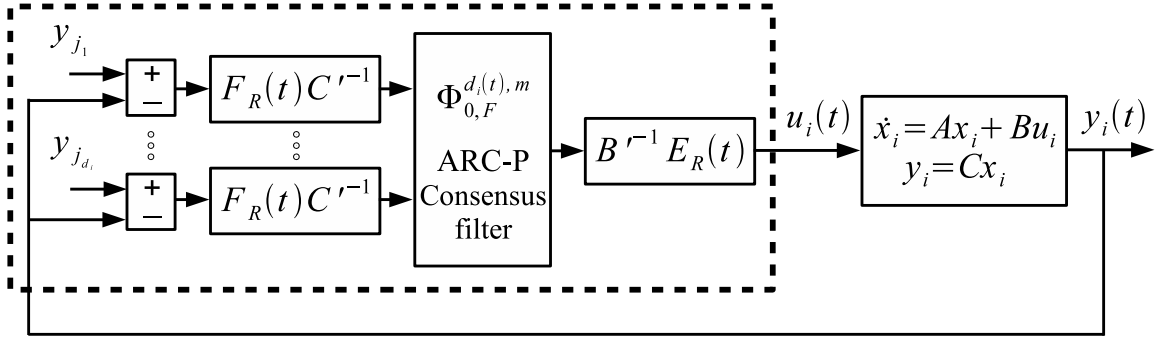 y_{j_1}
+
−
F_R(t)C'^{-1}
y_{j_{d_i}}
+
−
F_R(t)C'^{-1}
Φ_{0,F}^{d_i(t),m}
ARC-P
Consensus
filter
B'^{-1} E_R(t)
u_i(t)
ẋ_i=Ax_i+Bu_i
y_i=Cx_i
y_i(t)